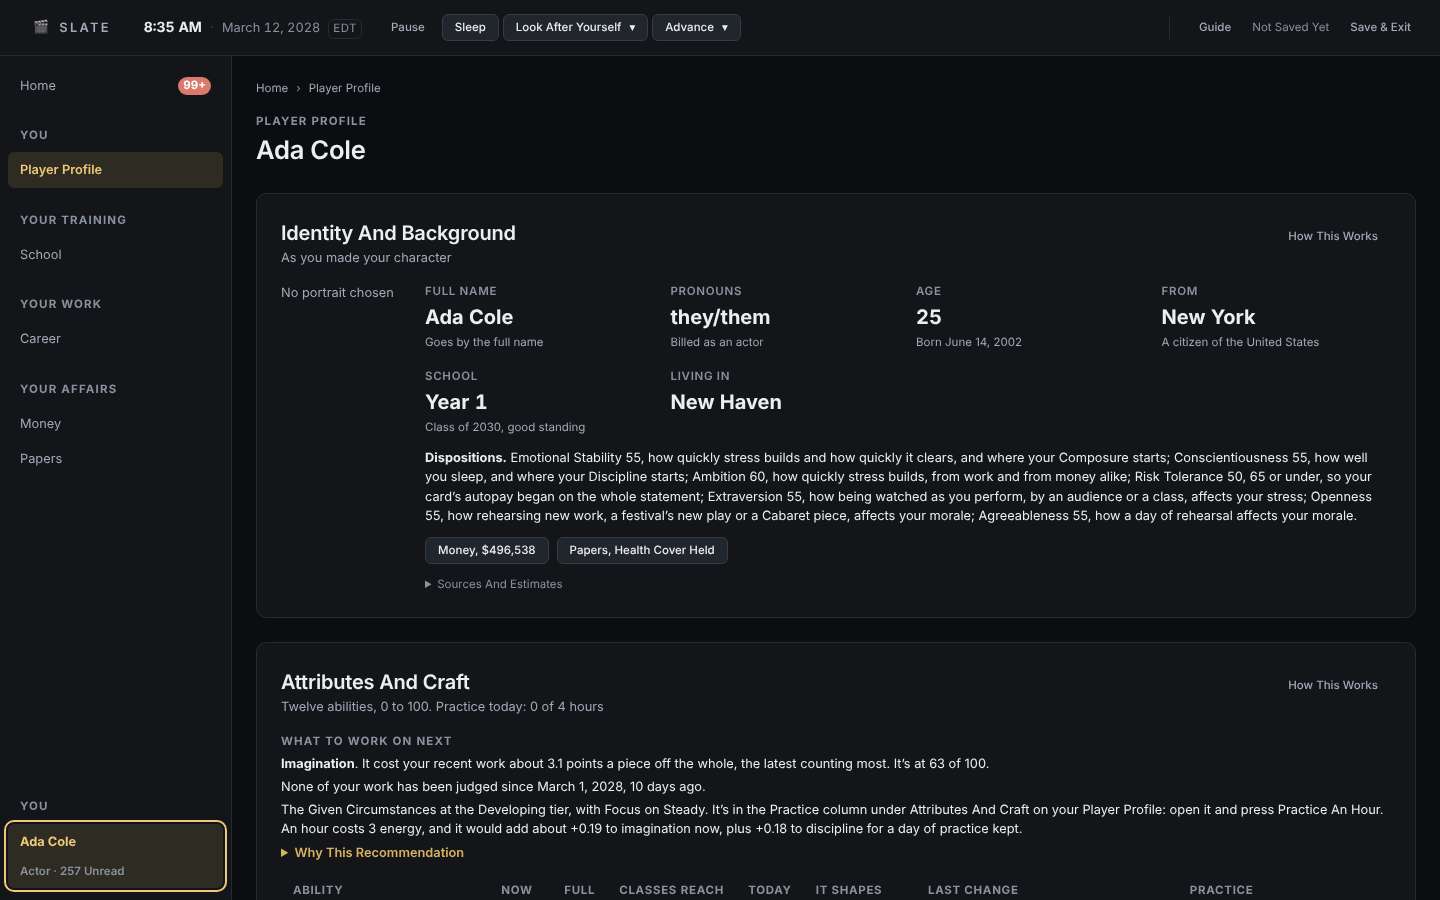 SLATE
8:35 AM · March 12, 2028 EDT
Pause
Sleep
Look After Yourself ▾
Advance ▾
Guide
Not Saved Yet
Save & Exit
Home
99+
YOU
Player Profile
YOUR TRAINING
School
YOUR WORK
Career
YOUR AFFAIRS
Money
Papers
YOU
Ada Cole
Actor · 257 Unread
Home › Player Profile
PLAYER PROFILE
Ada Cole
Identity And Background
How This Works
As you made your character
No portrait chosen
FULL NAME
Ada Cole
Goes by the full name
PRONOUNS
they/them
Billed as an actor
AGE
25
Born June 14, 2002
FROM
New York
A citizen of the United States
SCHOOL
Year 1
Class of 2030, good standing
LIVING IN
New Haven
Dispositions. Emotional Stability 55, how quickly stress builds and how quickly it clears, and where your Composure starts; Conscientiousness 55, how well
you sleep, and where your Discipline starts; Ambition 60, how quickly stress builds, from work and from money alike; Risk Tolerance 50, 65 or under, so your
card’s autopay began on the whole statement; Extraversion 55, how being watched as you perform, by an audience or a class, affects your stress; Openness
55, how rehearsing new work, a festival’s new play or a Cabaret piece, affects your morale; Agreeableness 55, how a day of rehearsal affects your morale.
Money, $496,538
Papers, Health Cover Held
▶ Sources And Estimates
Attributes And Craft
How This Works
Twelve abilities, 0 to 100. Practice today: 0 of 4 hours
WHAT TO WORK ON NEXT
Imagination. It cost your recent work about 3.1 points a piece off the whole, the latest counting most. It’s at 63 of 100.
None of your work has been judged since March 1, 2028, 10 days ago.
The Given Circumstances at the Developing tier, with Focus on Steady. It’s in the Practice column under Attributes And Craft on your Player Profile: open it and press Practice An Hour.
An hour costs 3 energy, and it would add about +0.19 to imagination now, plus +0.18 to discipline for a day of practice kept.
▶ Why This Recommendation
ABILITY NOW FULL CLASSES REACH TODAY IT SHAPES LAST CHANGE PRACTICE